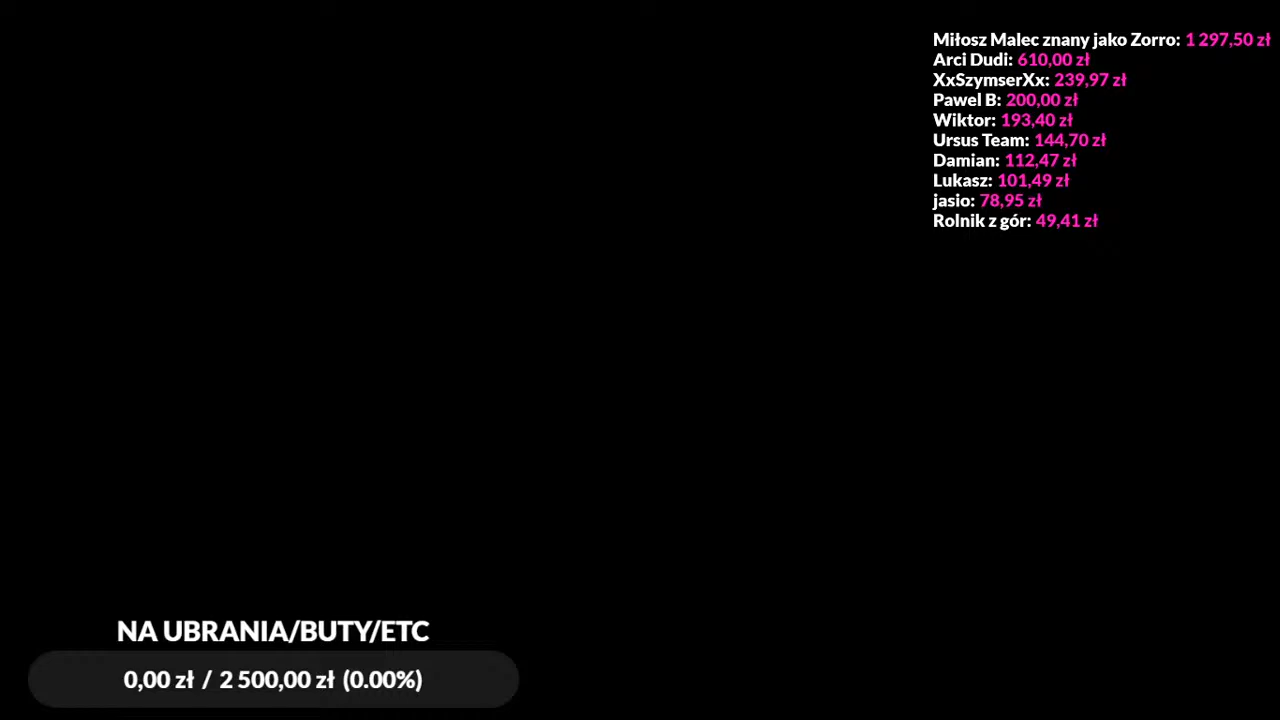 Miłosz Malec znany jako Zorro: 1 297,50 zł
Arci Dudi: 610,00 zł
XxSzymserXx: 239,97 zł
Pawel B: 200,00 zł
Wiktor: 193,40 zł
Ursus Team: 144,70 zł
Damian: 112,47 zł
Lukasz: 101,49 zł
jasio: 78,95 zł
Rolnik z gór: 49,41 zł
NA UBRANIA/BUTY/ETC
0,00 zł / 2 500,00 zł (0.00%)